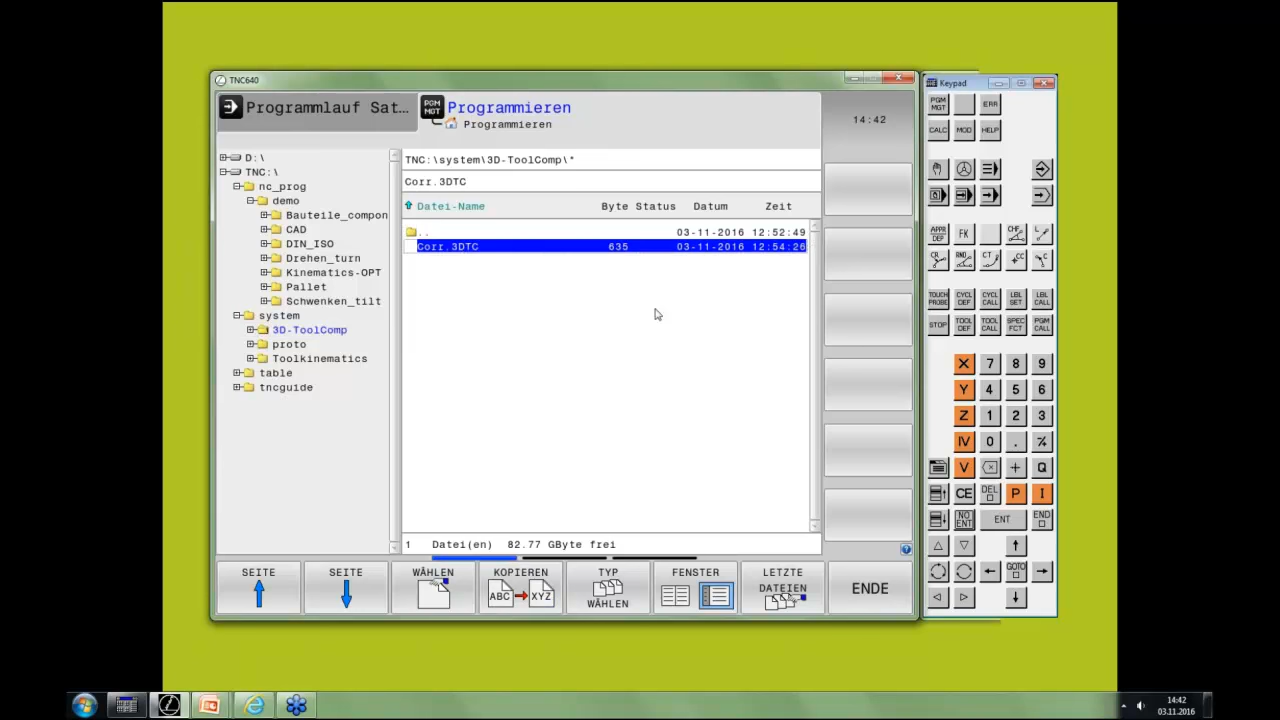 TNC640
Programmlauf Sat...
PGM
MGT
Programmieren
Programmieren
14:42
D:\
TNC:\
nc_prog
demo
Bauteile_compon
CAD
DIN_ISO
Drehen_turn
Kinematics-OPT
Pallet
Schwenken_tilt
system
3D-ToolComp
proto
Toolkinematics
table
tncguide
TNC:\system\3D-ToolComp\*
Corr.3DTC
Datei-Name Byte Status Datum Zeit
.. 03-11-2016 12:52:49
Corr.3DTC 635 03-11-2016 12:54:26
1 Datei(en) 82.77 GByte frei
SEITE
SEITE
WÄHLEN
KOPIEREN
ABC XYZ
TYP
WÄHLEN
FENSTER
LETZTE
DATEIEN
ENDE
Keypad
PGM
MGT
ERR
CALC MOD HELP
APPR
DEP
FK
CHF
L
CR RND CT CC C
TOUCH
PROBE
CYCL
DEF
CYCL
CALL
LBL
SET
LBL
CALL
STOP
TOOL
DEF
TOOL
CALL
SPEC
FCT
PGM
CALL
X 7 8 9
Y 4 5 6
Z 1 2 3
IV 0 .
V + Q
CE DEL P I
NO
ENT
ENT
END
GOTO
14:42
03.11.2016